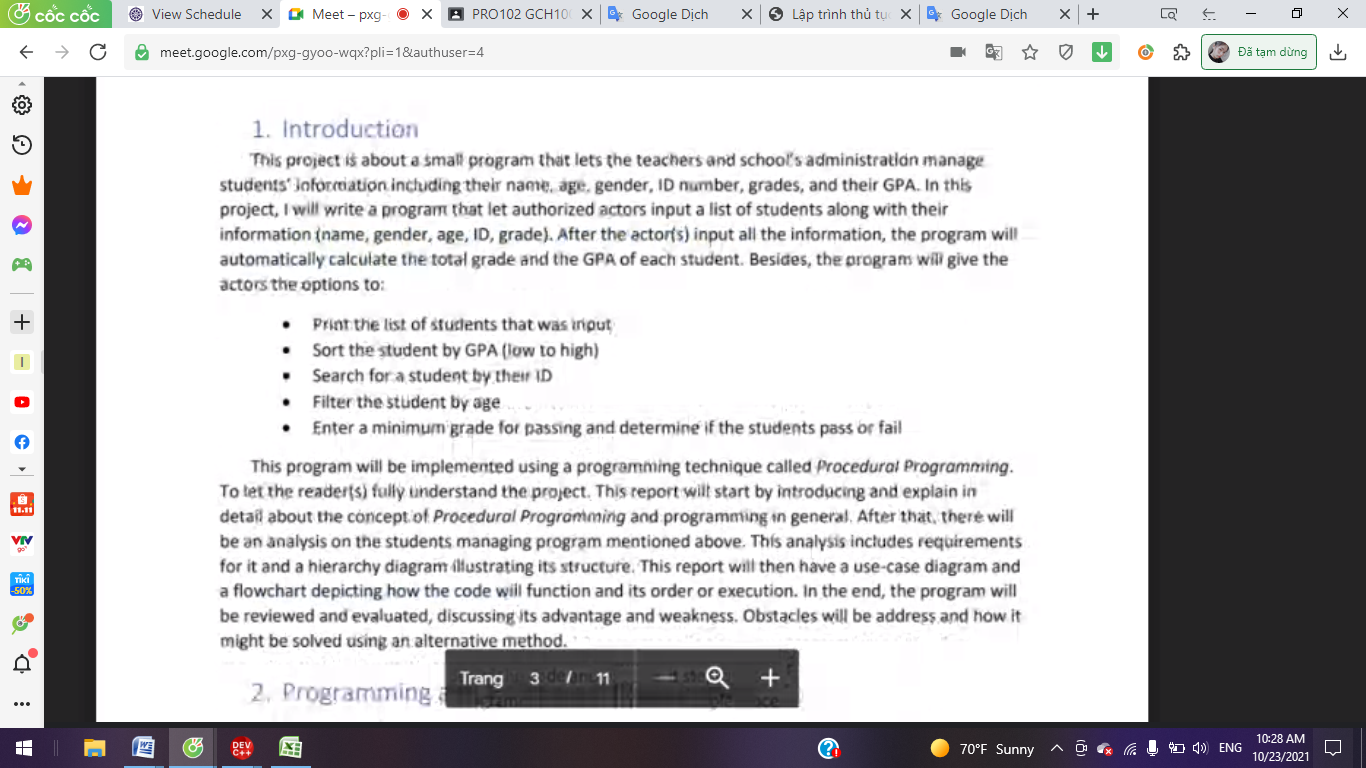 cốc cốc
View Schedule
Meet – pxg-
PRO102 GCH10
Google Dịch
Lập trình thủ tụ
Google Dịch
meet.google.com/pxg-gyoo-wqx?pli=1&authuser=4
Đã tạm dừng
1. Introduction
This project is about a small program that lets the teachers and school's administration manage
students' information including their name, age, gender, ID number, grades, and their GPA. In this
project, I will write a program that let authorized actors input a list of students along with their
information (name, gender, age, ID, grade). After the actor(s) input all the information, the program will
automatically calculate the total grade and the GPA of each student. Besides, the program will give the
actors the options to:
• Print the list of students that was input
• Sort the student by GPA (low to high)
• Search for a student by their ID
• Filter the student by age
• Enter a minimum grade for passing and determine if the students pass or fail
This program will be implemented using a programming technique called Procedural Programming.
To let the reader(s) fully understand the project. This report will start by introducing and explain in
detail about the concept of Procedural Programming and programming in general. After that, there will
be an analysis on the students managing program mentioned above. This analysis includes requirements
for it and a hierarchy diagram illustrating its structure. This report will then have a use-case diagram and
a flowchart depicting how the code will function and its order or execution. In the end, the program will
be reviewed and evaluated, discussing its advantage and weakness. Obstacles will be address and how it
might be solved using an alternative method.
Trang 3 / 11
2. Programming
I
11.11
VTV
go
TIKI
-50%
DEV
C++
70°F Sunny
ENG
10:28 AM
10/23/2021